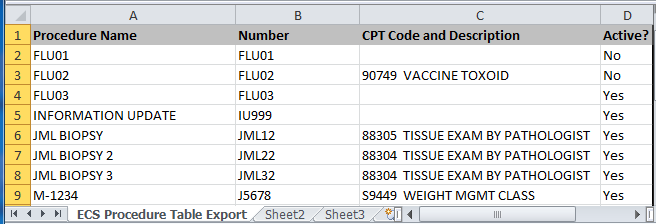 A B C D
1 Procedure Name Number CPT Code and Description Active?
2 FLU01 FLU01 No
3 FLU02 FLU02 90749 VACCINE TOXOID No
4 FLU03 FLU03 Yes
5 INFORMATION UPDATE IU999 Yes
6 JML BIOPSY JML12 88305 TISSUE EXAM BY PATHOLOGIST Yes
7 JML BIOPSY 2 JML22 88304 TISSUE EXAM BY PATHOLOGIST Yes
8 JML BIOPSY 3 JML32 88304 TISSUE EXAM BY PATHOLOGIST Yes
9 M-1234 J5678 S9449 WEIGHT MGMT CLASS Yes
ECS Procedure Table Export Sheet2 Sheet3